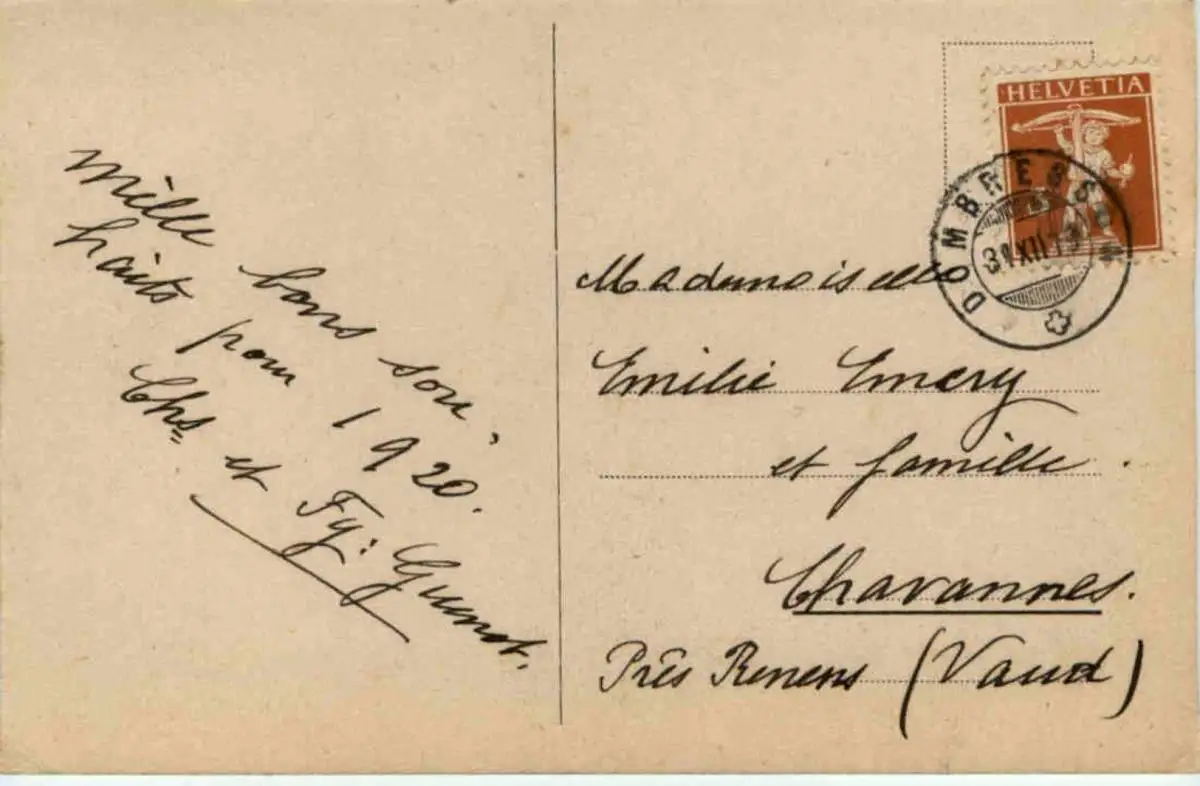 mille bons sou-
haits pour 1920.
Chs et Fy: Guenot.
HELVETIA
DOMBRESSON
31.XII.19
Mademoiselle
Emilie Emery
et famille.
Chavannes.
Près Renens (Vaud)